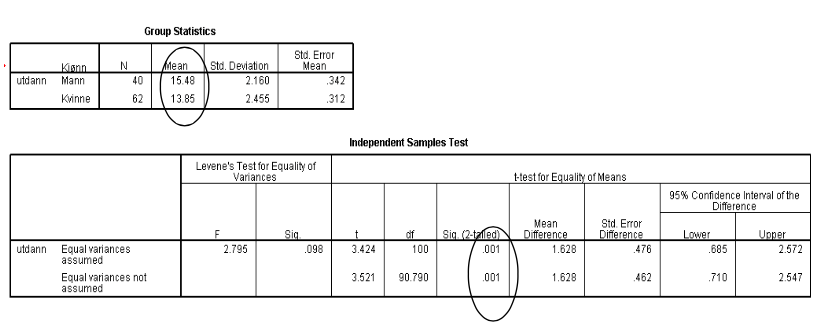 Group Statistics
Kjønn N Mean Std. Deviation Std. Error Mean
utdann Mann 40 15.48 2.160 .342
Kvinne 62 13.85 2.455 .312
Independent Samples Test
Levene's Test for Equality of Variances t-test for Equality of Means
95% Confidence Interval of the Difference
F Sig. t df Sig. (2-tailed) Mean Difference Std. Error Difference Lower Upper
utdann Equal variances assumed 2.795 .098 3.424 100 .001 1.628 .476 .685 2.572
Equal variances not assumed 3.521 90.790 .001 1.628 .462 .710 2.547